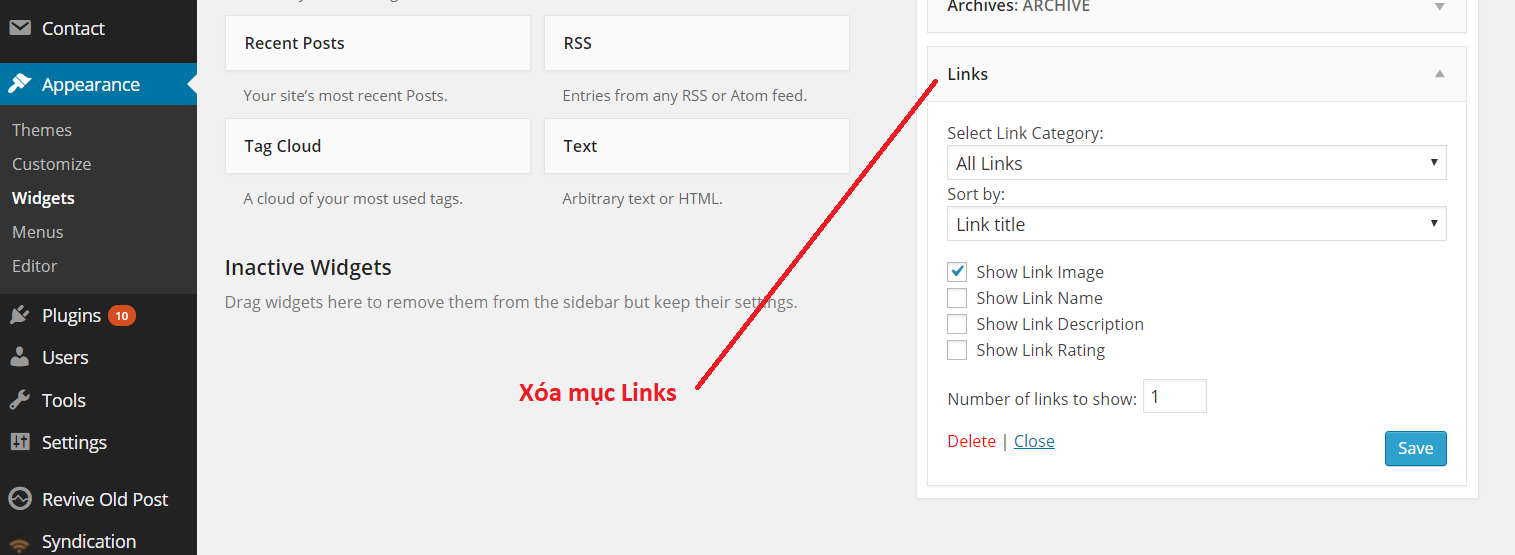 Contact
Appearance
Themes
Customize
Widgets
Menus
Editor
Plugins 10
Users
Tools
Settings
Revive Old Post
Syndication
Recent Posts
RSS
Your site's most recent Posts.
Entries from any RSS or Atom feed.
Tag Cloud
Text
A cloud of your most used tags.
Arbitrary text or HTML.
Inactive Widgets
Drag widgets here to remove them from the sidebar but keep their settings.
Xóa mục Links
Archives: ARCHIVE
Links
Select Link Category:
All Links
Sort by:
Link title
Show Link Image
Show Link Name
Show Link Description
Show Link Rating
Number of links to show: 1
Delete | Close
Save